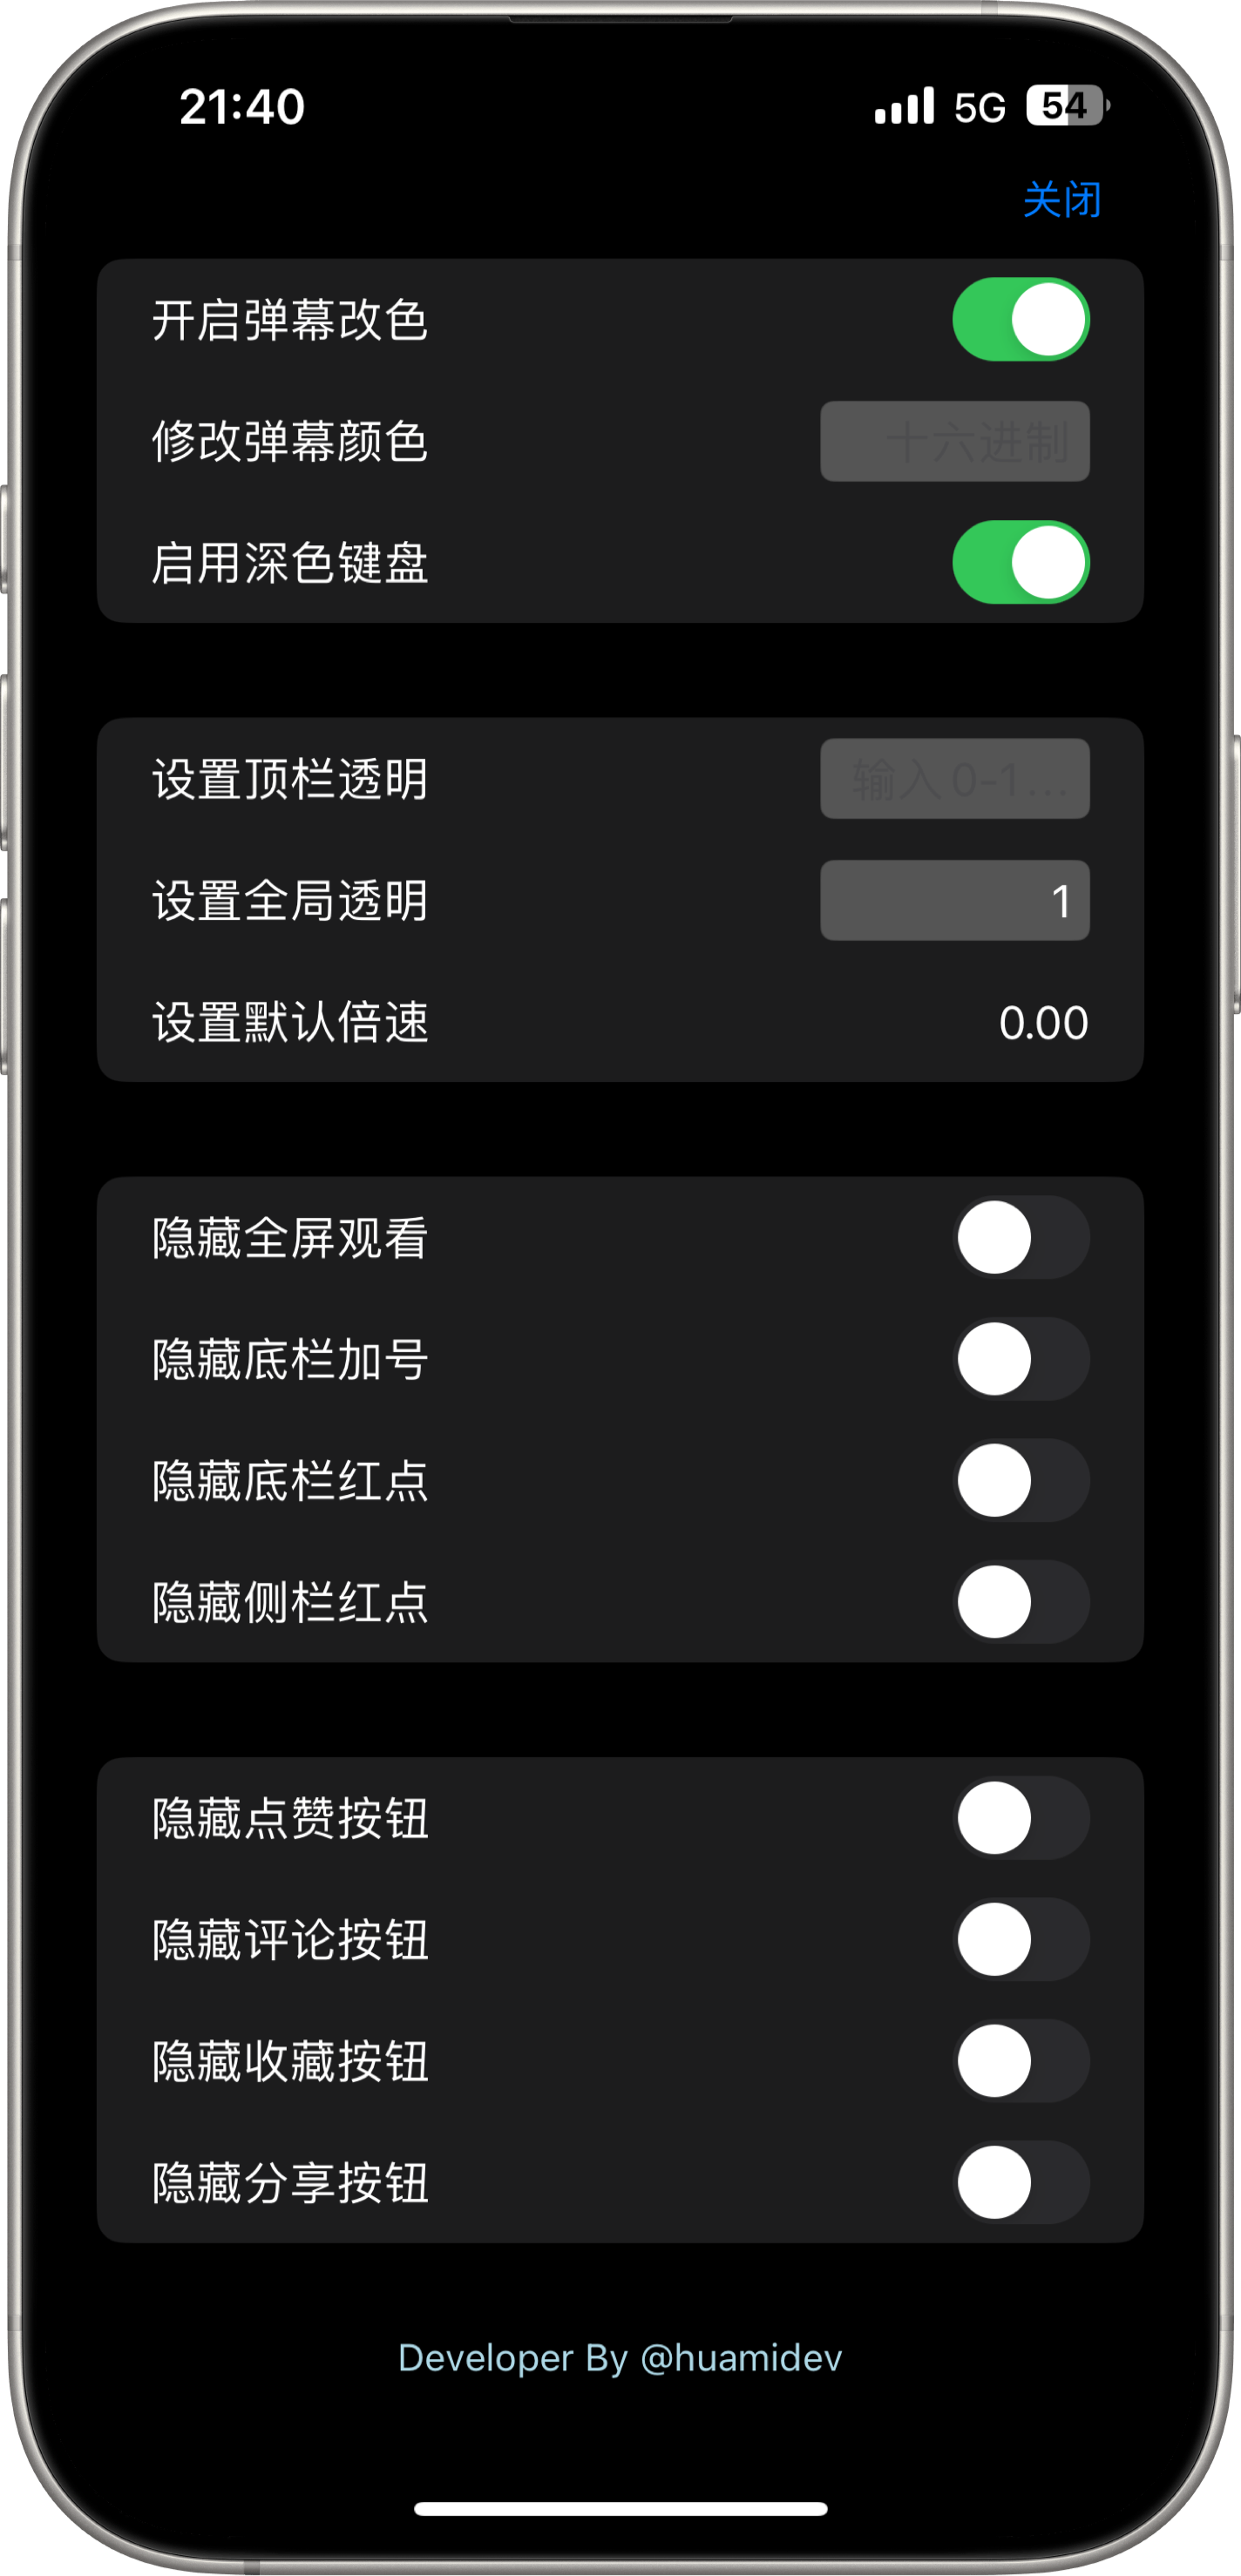 21:40 5G 54
关闭
开启弹幕改色
修改弹幕颜色 十六进制
启用深色键盘
设置顶栏透明 输入0-1...
设置全局透明 1
设置默认倍速 0.00
隐藏全屏观看
隐藏底栏加号
隐藏底栏红点
隐藏侧栏红点
隐藏点赞按钮
隐藏评论按钮
隐藏收藏按钮
隐藏分享按钮
Developer By @huamidev